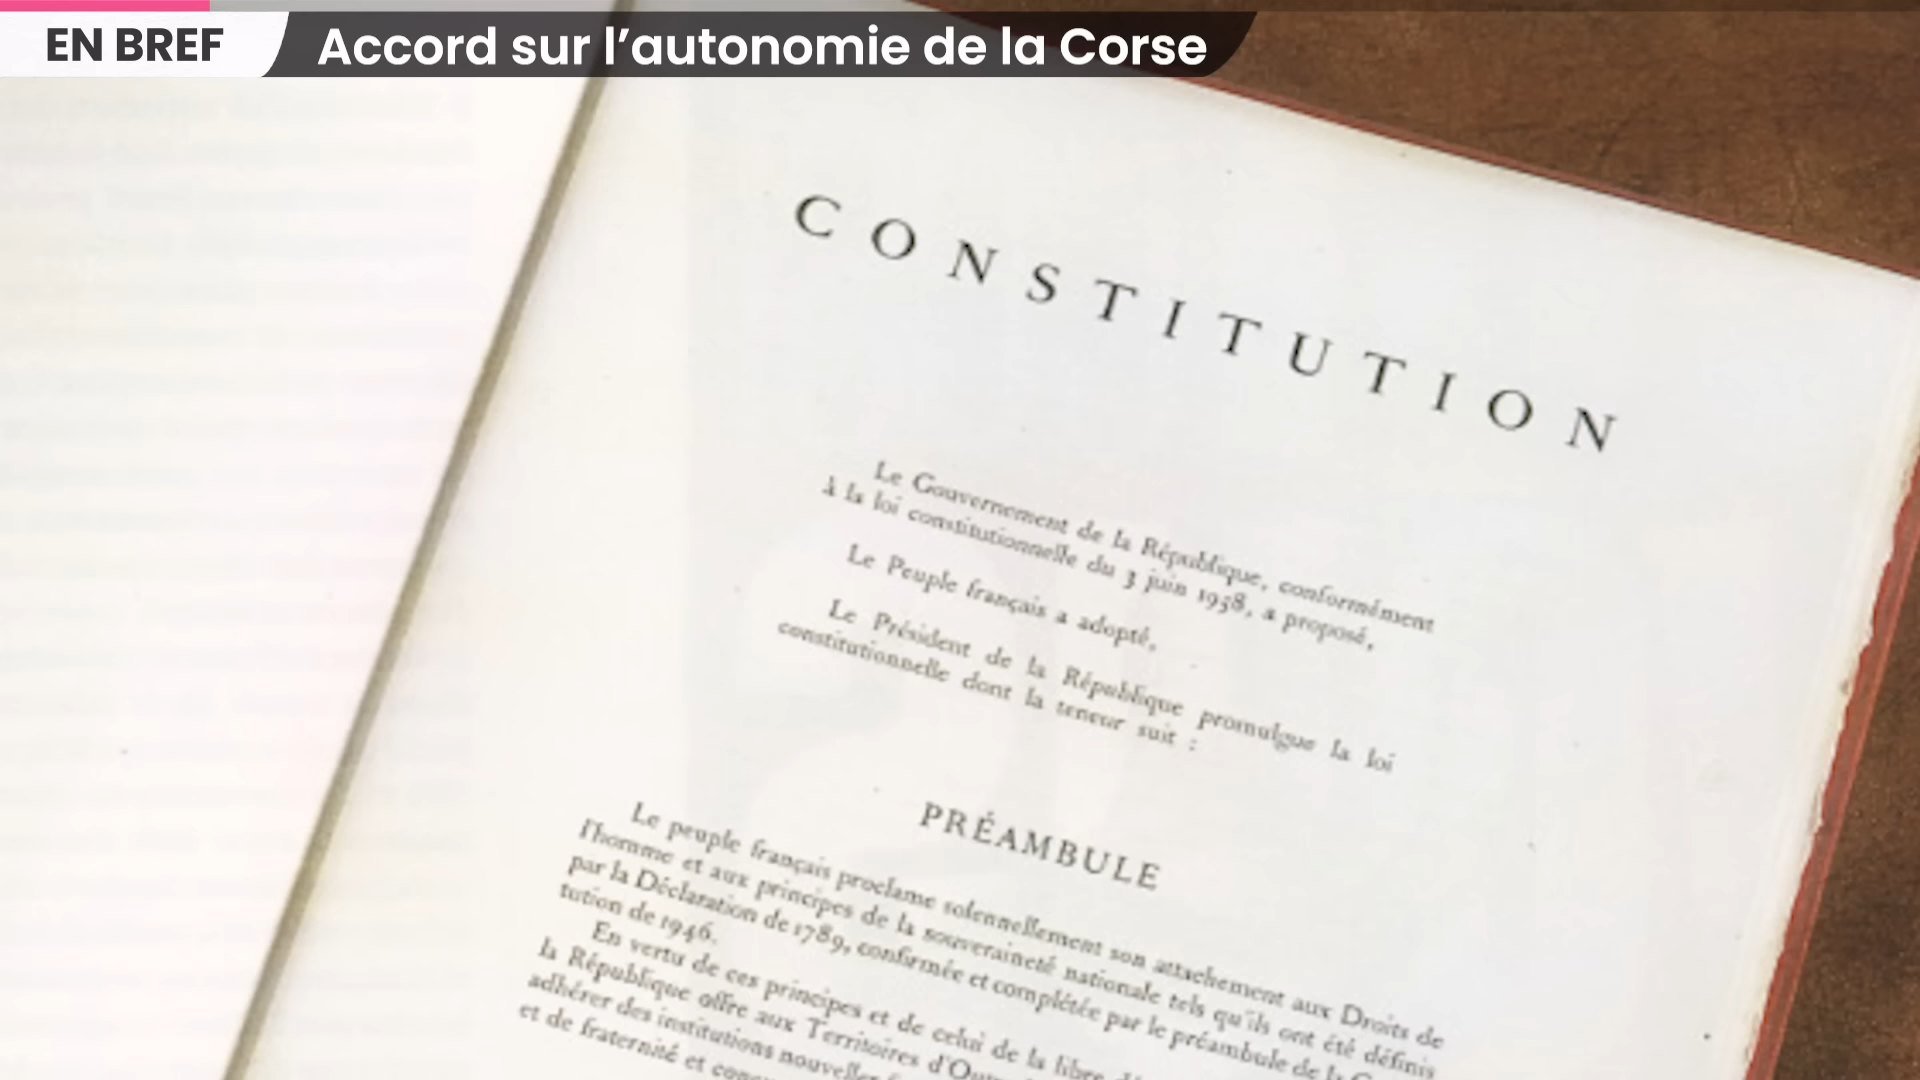 EN BREF
Accord sur l’autonomie de la Corse
CONSTITUTION
Le Gouvernement de la République, conformément
à la loi constitutionnelle du 3 juin 1958, a proposé,
Le Peuple français a adopté,
Le Président de la République promulgue la loi
constitutionnelle dont la teneur suit :
PRÉAMBULE
Le peuple français proclame solennellement son attachement aux Droits de
l'homme et aux principes de la souveraineté nationale tels qu'ils ont été définis
par la Déclaration de 1789, confirmée et complétée par le préambule de la
tution de 1946.
En vertu de ces principes et de celui de la libre
la République offre aux Territoires
adhérer des institutions
et de fraternité et